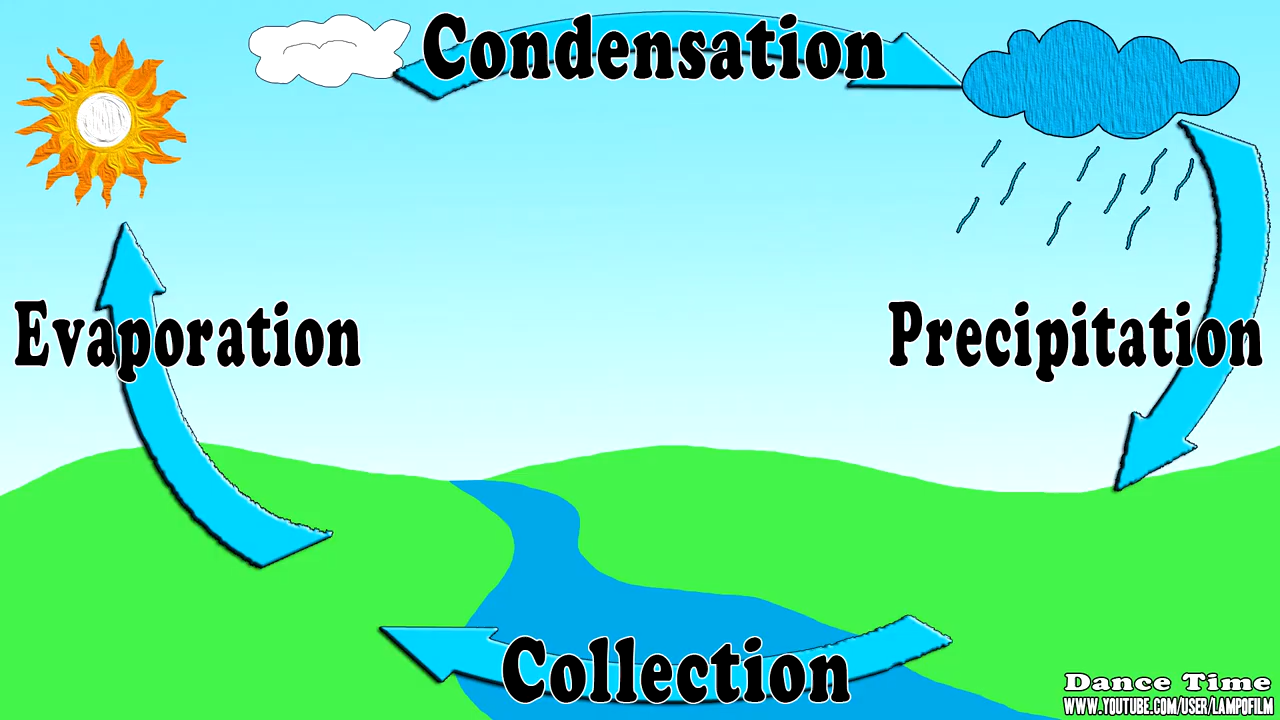 Condensation
Evaporation
Precipitation
Collection
Dance Time
WWW.YOUTUBE.COM/USER/LAMPOFILM